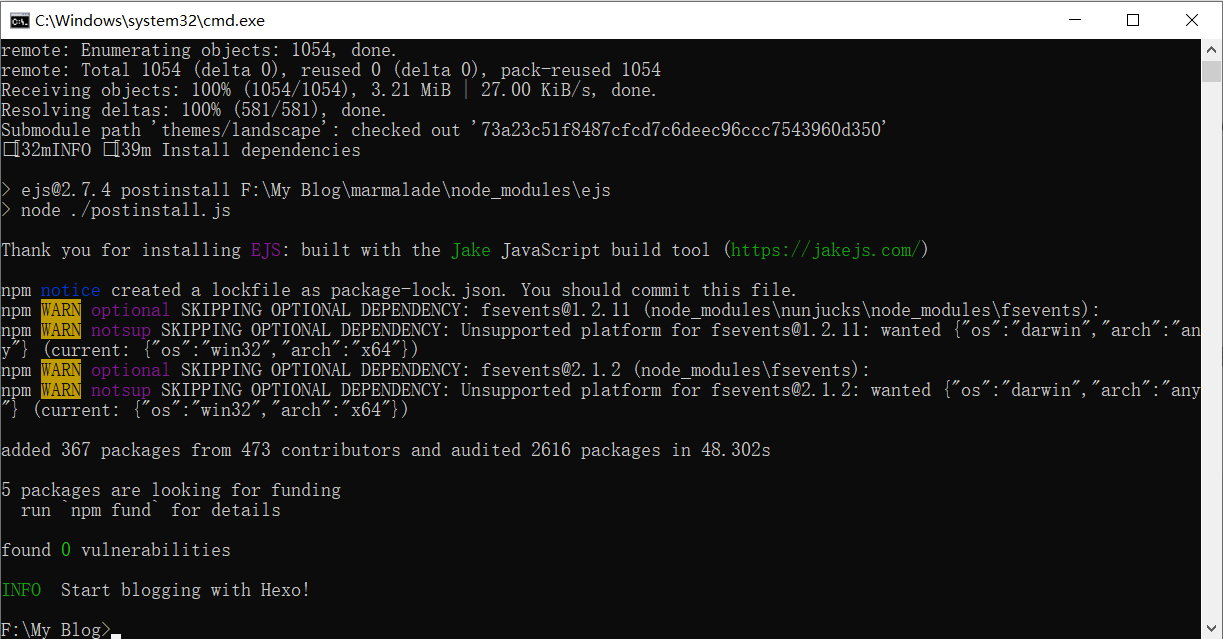 C:\Windows\system32\cmd.exe
remote: Enumerating objects: 1054, done.
remote: Total 1054 (delta 0), reused 0 (delta 0), pack-reused 1054
Receiving objects: 100% (1054/1054), 3.21 MiB | 27.00 KiB/s, done.
Resolving deltas: 100% (581/581), done.
Submodule path 'themes/landscape': checked out '73a23c51f8487cfcd7c6deec96ccc7543960d350'
[32mINFO [39m Install dependencies
> ejs@2.7.4 postinstall F:\My Blog\marmalade\node_modules\ejs
> node ./postinstall.js
Thank you for installing EJS: built with the Jake JavaScript build tool (https://jakejs.com/)
npm notice created a lockfile as package-lock.json. You should commit this file.
npm WARN optional SKIPPING OPTIONAL DEPENDENCY: fsevents@1.2.11 (node_modules\nunjucks\node_modules\fsevents):
npm WARN notsup SKIPPING OPTIONAL DEPENDENCY: Unsupported platform for fsevents@1.2.11: wanted {"os":"darwin","arch":"an
y"} (current: {"os":"win32","arch":"x64"})
npm WARN optional SKIPPING OPTIONAL DEPENDENCY: fsevents@2.1.2 (node_modules\fsevents):
npm WARN notsup SKIPPING OPTIONAL DEPENDENCY: Unsupported platform for fsevents@2.1.2: wanted {"os":"darwin","arch":"any
"} (current: {"os":"win32","arch":"x64"})
added 367 packages from 473 contributors and audited 2616 packages in 48.302s
5 packages are looking for funding
  run `npm fund` for details
found 0 vulnerabilities
INFO  Start blogging with Hexo!
F:\My Blog>